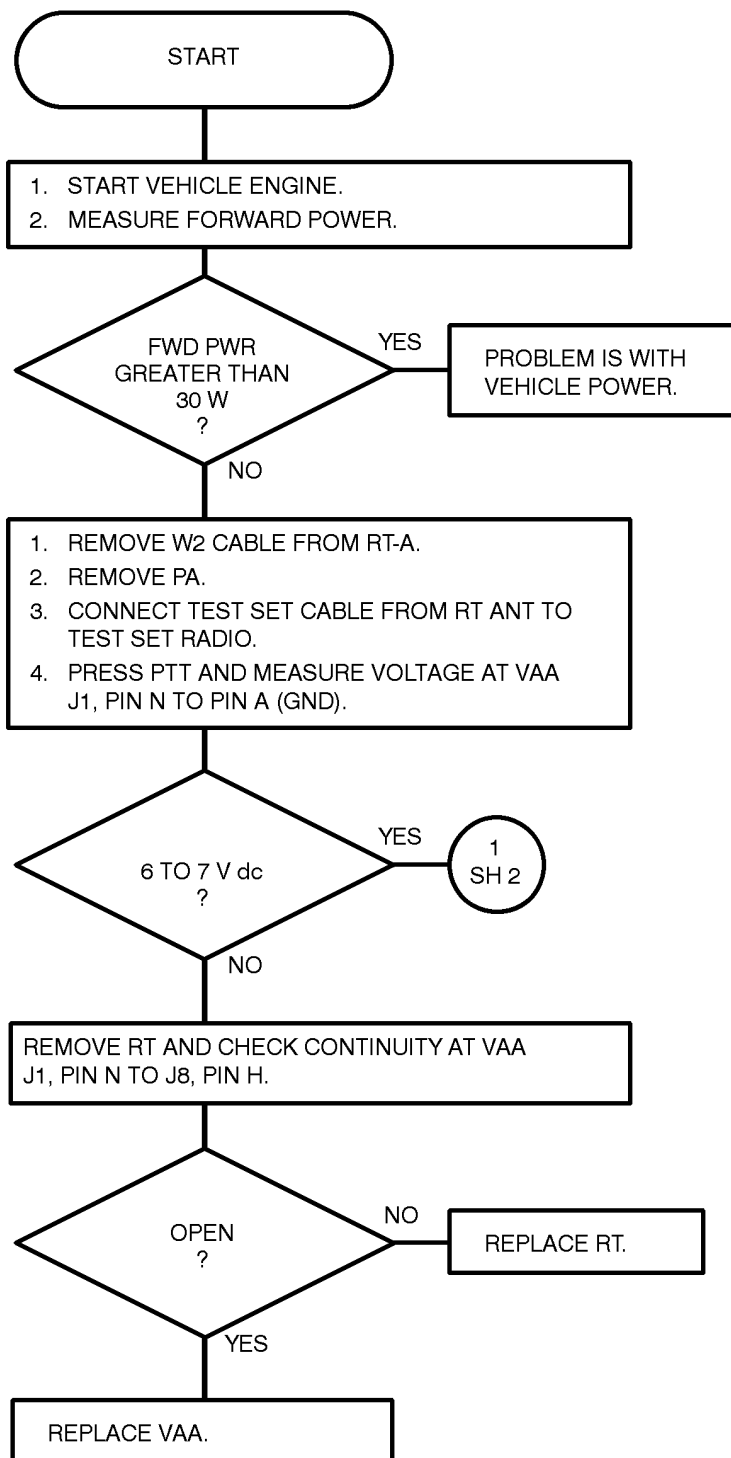 START
1. START VEHICLE ENGINE.
2. MEASURE FORWARD POWER.
FWD PWR
GREATER THAN
30 W
?
YES
PROBLEM IS WITH
VEHICLE POWER.
NO
1. REMOVE W2 CABLE FROM RT-A.
2. REMOVE PA.
3. CONNECT TEST SET CABLE FROM RT ANT TO
TEST SET RADIO.
4. PRESS PTT AND MEASURE VOLTAGE AT VAA
J1, PIN N TO PIN A (GND).
6 TO 7 V dc
?
YES
1
SH 2
NO
REMOVE RT AND CHECK CONTINUITY AT VAA
J1, PIN N TO J8, PIN H.
OPEN
?
NO
REPLACE RT.
YES
REPLACE VAA.